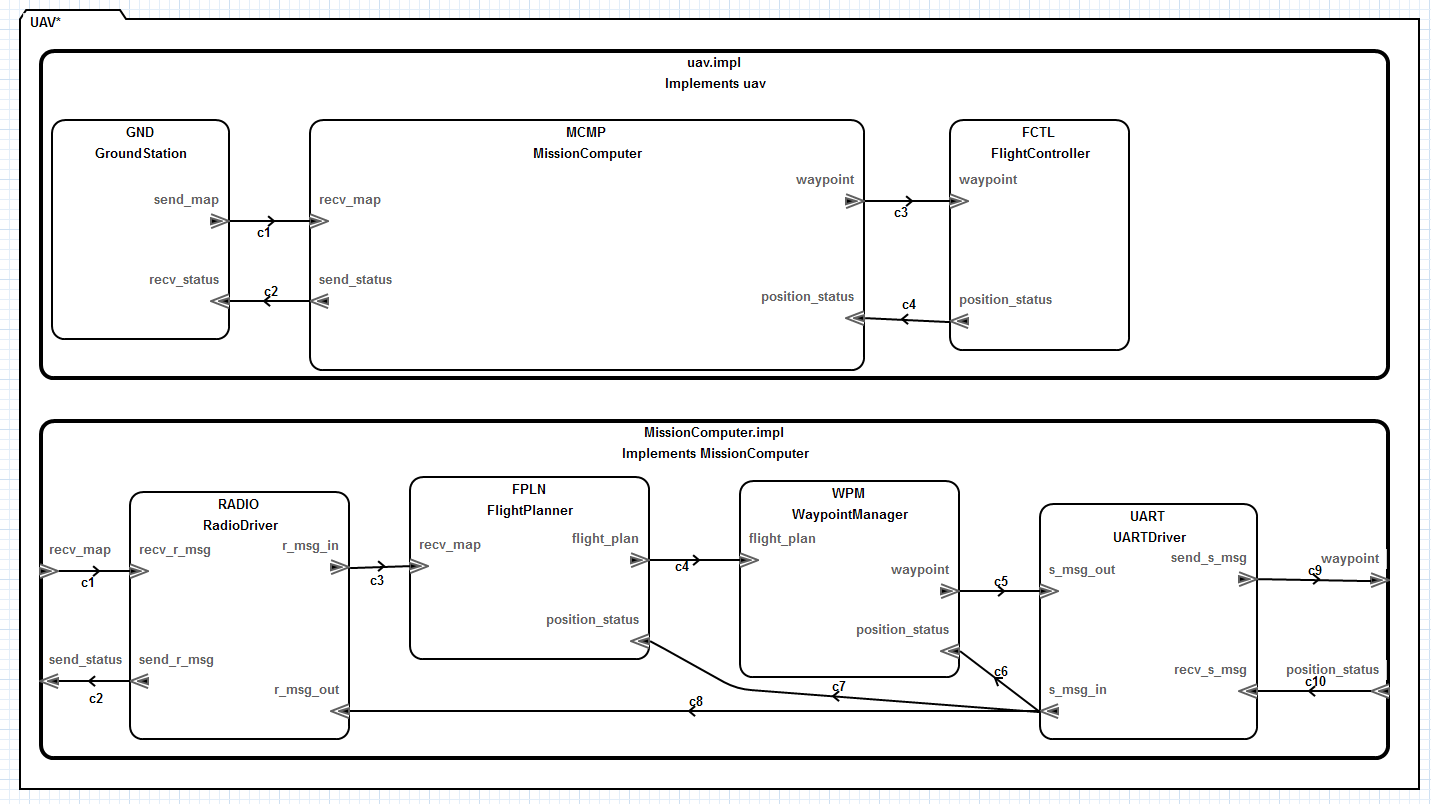 UAV*
uav.impl
Implements uav
GND
GroundStation
send_map
recv_status
c1
c2
MCMP
MissionComputer
recv_map
send_status
waypoint
position_status
c3
c4
FCTL
FlightController
waypoint
position_status
MissionComputer.impl
Implements MissionComputer
recv_map
send_status
c1
c2
RADIO
RadioDriver
recv_r_msg
r_msg_in
send_r_msg
r_msg_out
c3
FPLN
FlightPlanner
recv_map
flight_plan
position_status
c4
WPM
WaypointManager
flight_plan
waypoint
position_status
c5
c6
c7
c8
UART
UARTDriver
s_msg_out
send_s_msg
s_msg_in
recv_s_msg
c9
c10
waypoint
position_status